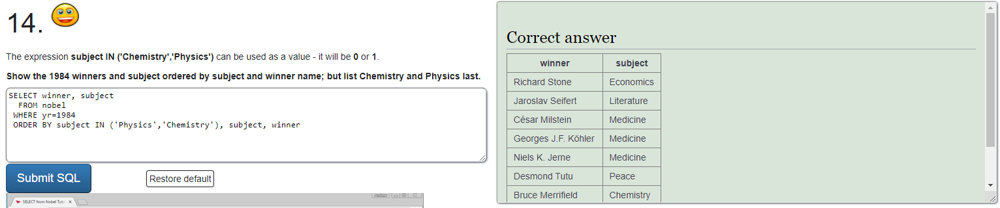 14.
The expression subject IN ('Chemistry','Physics') can be used as a value - it will be 0 or 1.
Show the 1984 winners and subject ordered by subject and winner name; but list Chemistry and Physics last.
SELECT winner, subject
FROM nobel
WHERE yr=1984
ORDER BY subject IN ('Physics','Chemistry'), subject, winner
Submit SQL
Restore default
SELECT from Nobel Tuto
Correct answer
winner subject
Richard Stone Economics
Jaroslav Seifert Literature
César Milstein Medicine
Georges J.F. Köhler Medicine
Niels K. Jerne Medicine
Desmond Tutu Peace
Bruce Merrifield Chemistry